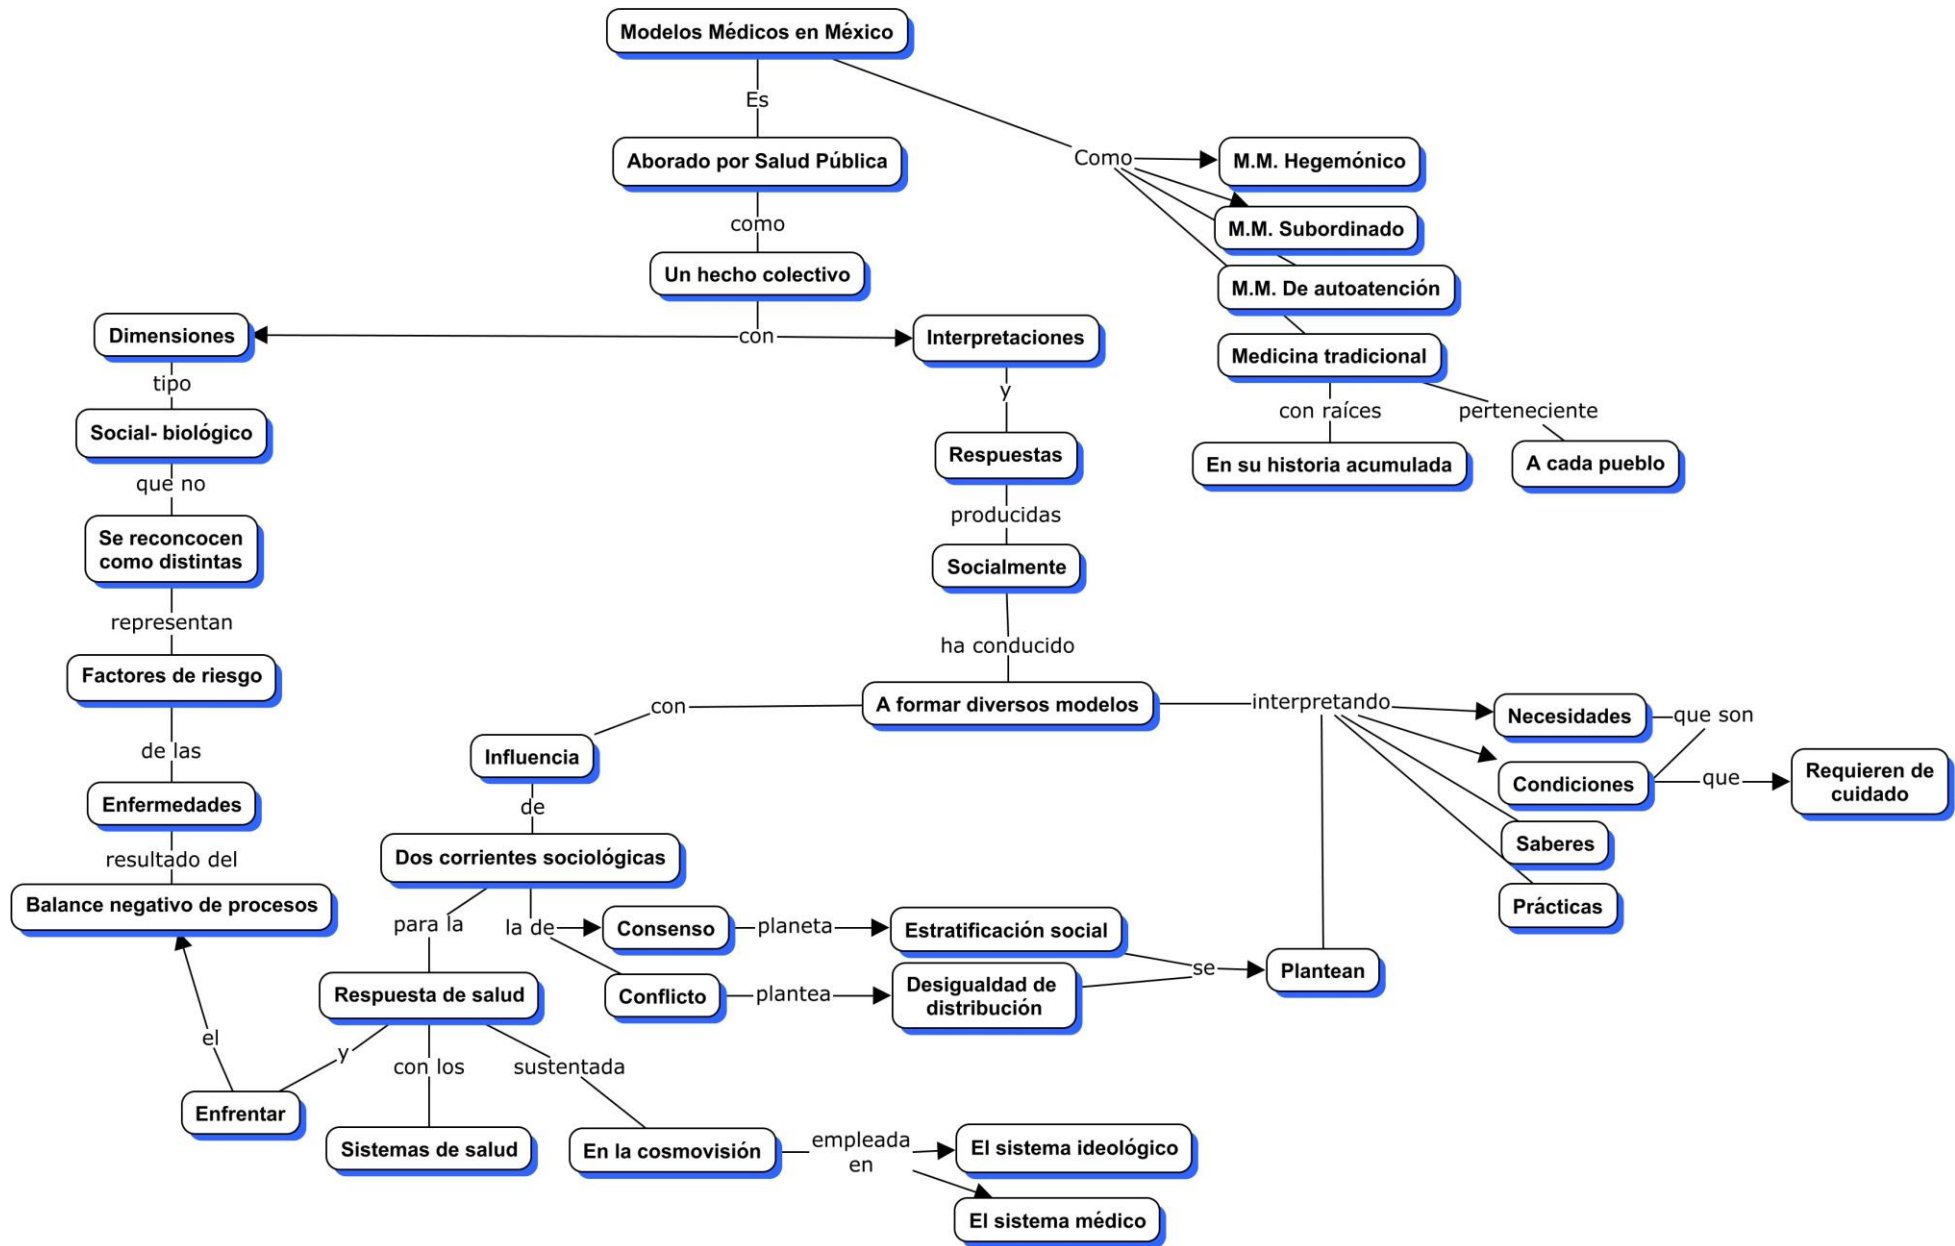 Modelos Médicos en México
Es
Aborado por Salud Pública
como
Un hecho colectivo
con
Como
M.M. Hegemónico
M.M. Subordinado
M.M. De autoatención
Medicina tradicional
con raíces
perteneciente
En su historia acumulada
A cada pueblo
Dimensiones
tipo
Social- biológico
que no
Se reconcocen
como distintas
representan
Factores de riesgo
de las
Enfermedades
resultado del
Balance negativo de procesos
Interpretaciones
y
Respuestas
producidas
Socialmente
ha conducido
A formar diversos modelos
con
Influencia
de
Dos corrientes sociológicas
para la
la de
Consenso
planeta
Estratificación social
Conflicto
plantea
Desigualdad de
distribución
se
Plantean
interpretando
Necesidades
que son
Condiciones
que
Requieren de
cuidado
Saberes
Prácticas
Respuesta de salud
el
y
con los
sustentada
Enfrentar
Sistemas de salud
En la cosmovisión
empleada
en
El sistema ideológico
El sistema médico